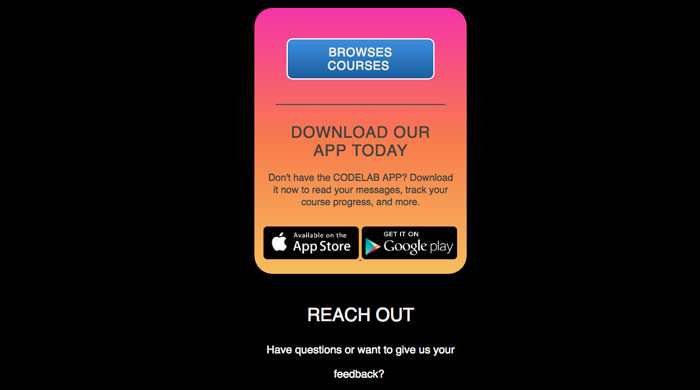 BROWSES
COURSES
DOWNLOAD OUR
APP TODAY
Don't have the CODELAB APP? Download
it now to read your messages, track your
course progress, and more.
Available on the
App Store
GET IT ON
Google play
REACH OUT
Have questions or want to give us your
feedback?